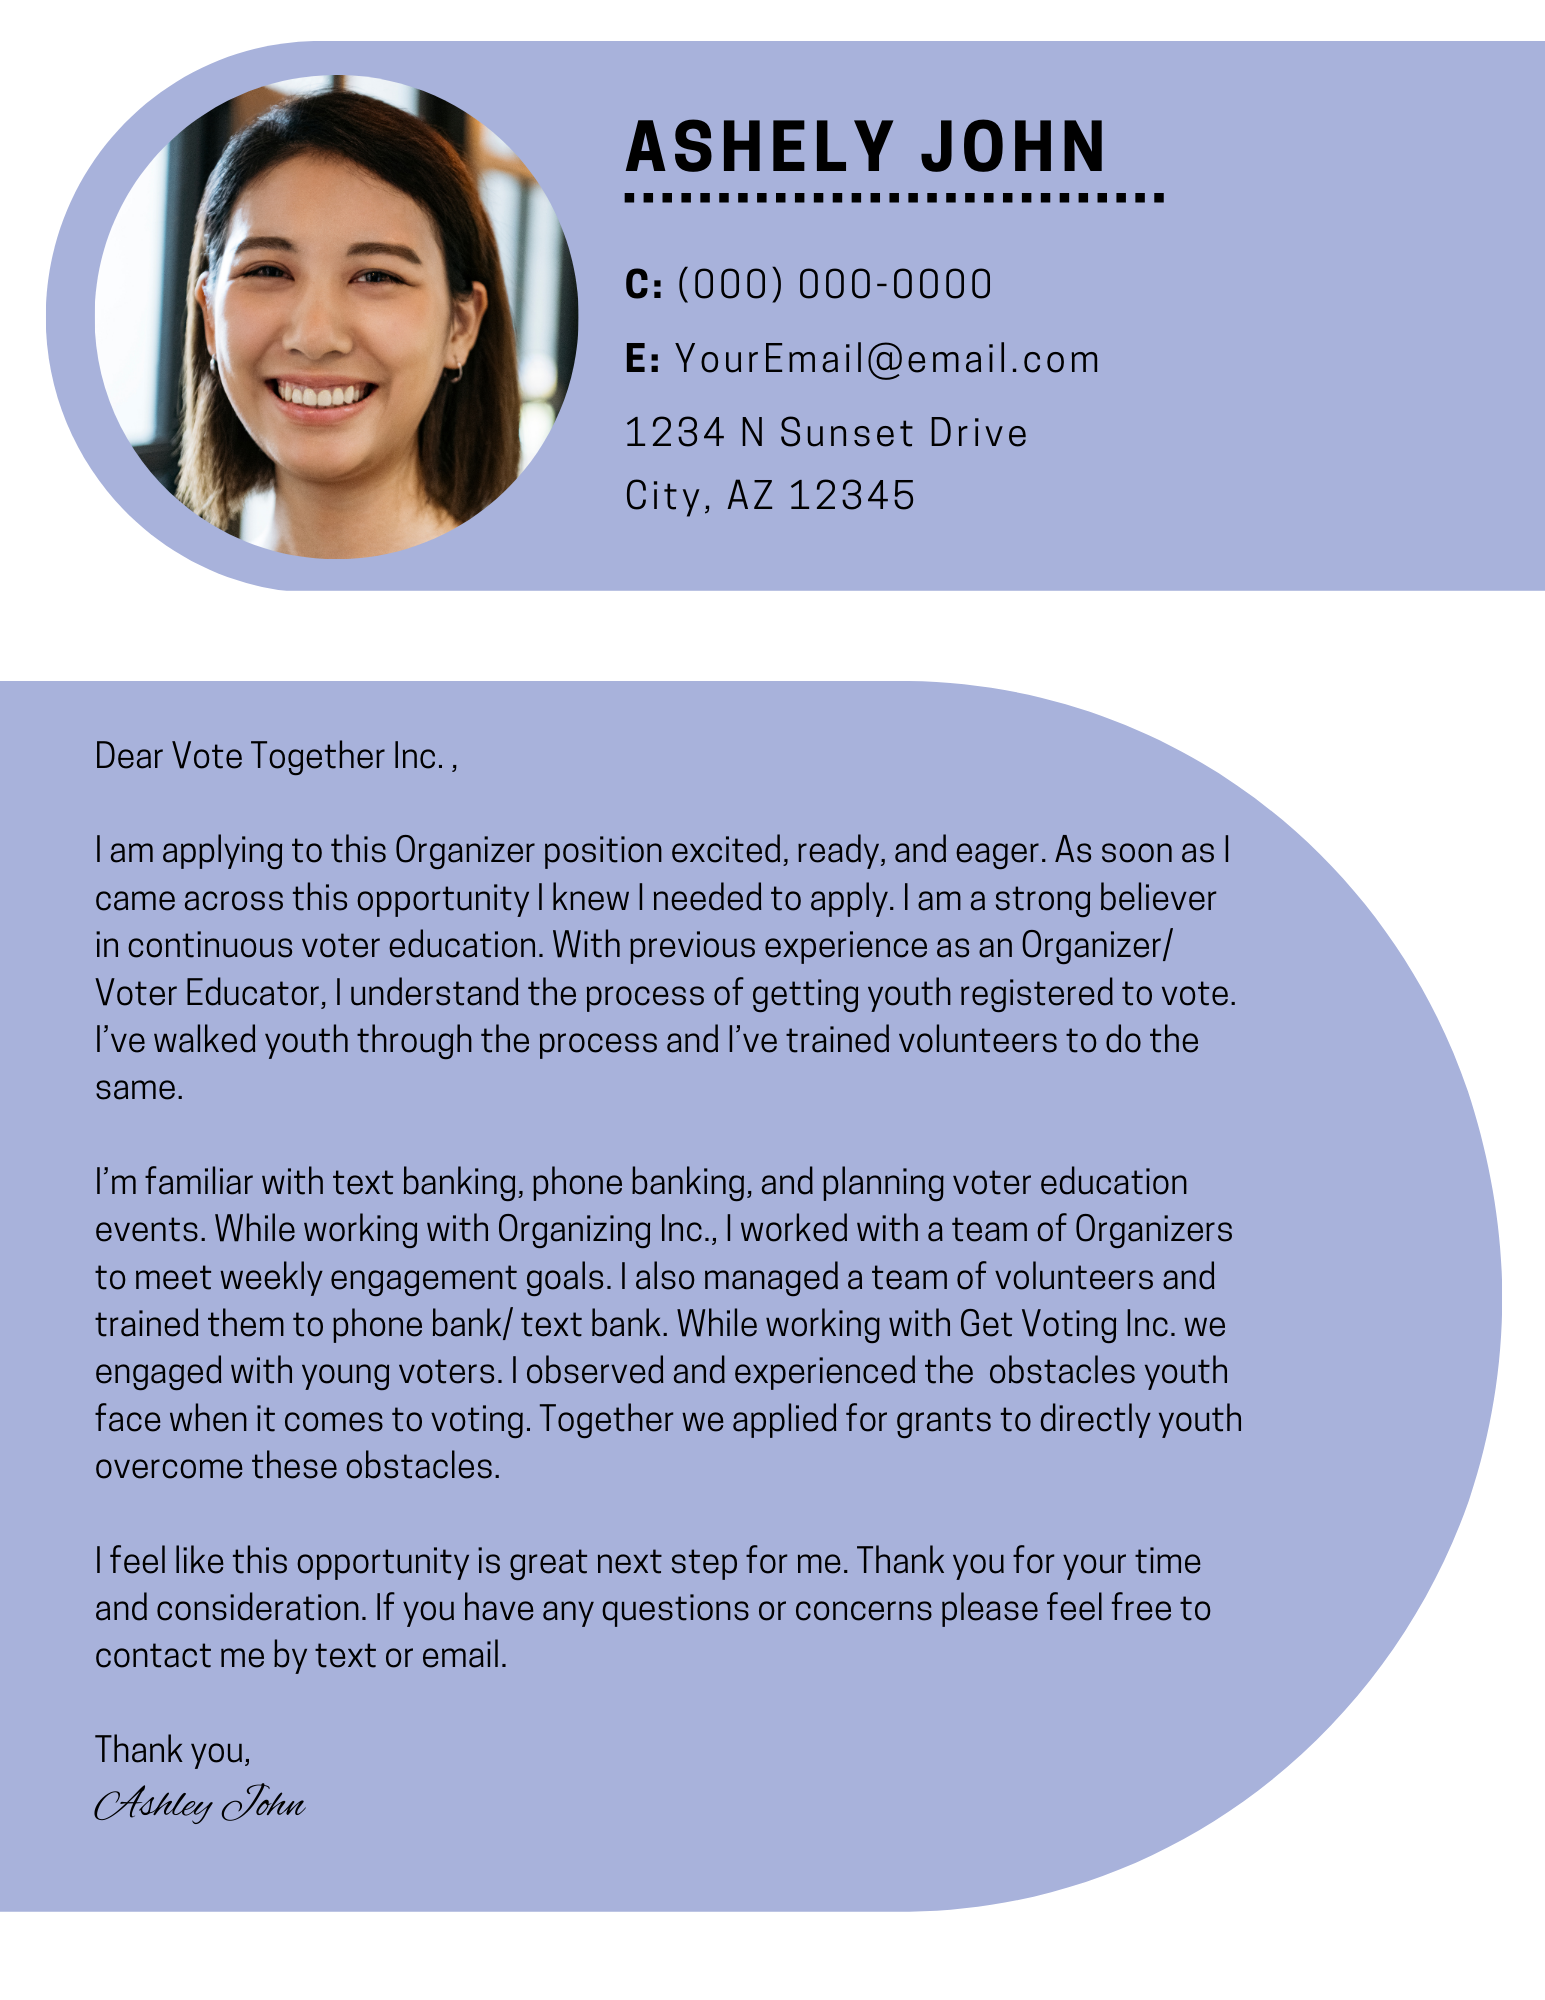 ASHELY JOHN
C: (000) 000-0000
E: YourEmail@email.com
1234 N Sunset Drive
City, AZ 12345
Dear Vote Together Inc. ,
I am applying to this Organizer position excited, ready, and eager. As soon as I
came across this opportunity I knew I needed to apply. I am a strong believer
in continuous voter education. With previous experience as an Organizer/
Voter Educator, I understand the process of getting youth registered to vote.
I’ve walked youth through the process and I’ve trained volunteers to do the
same.
I’m familiar with text banking, phone banking, and planning voter education
events. While working with Organizing Inc., I worked with a team of Organizers
to meet weekly engagement goals. I also managed a team of volunteers and
trained them to phone bank/ text bank. While working with Get Voting Inc. we
engaged with young voters. I observed and experienced the  obstacles youth
face when it comes to voting. Together we applied for grants to directly youth
overcome these obstacles.
I feel like this opportunity is great next step for me. Thank you for your time
and consideration. If you have any questions or concerns please feel free to
contact me by text or email.
Thank you,
Ashley John